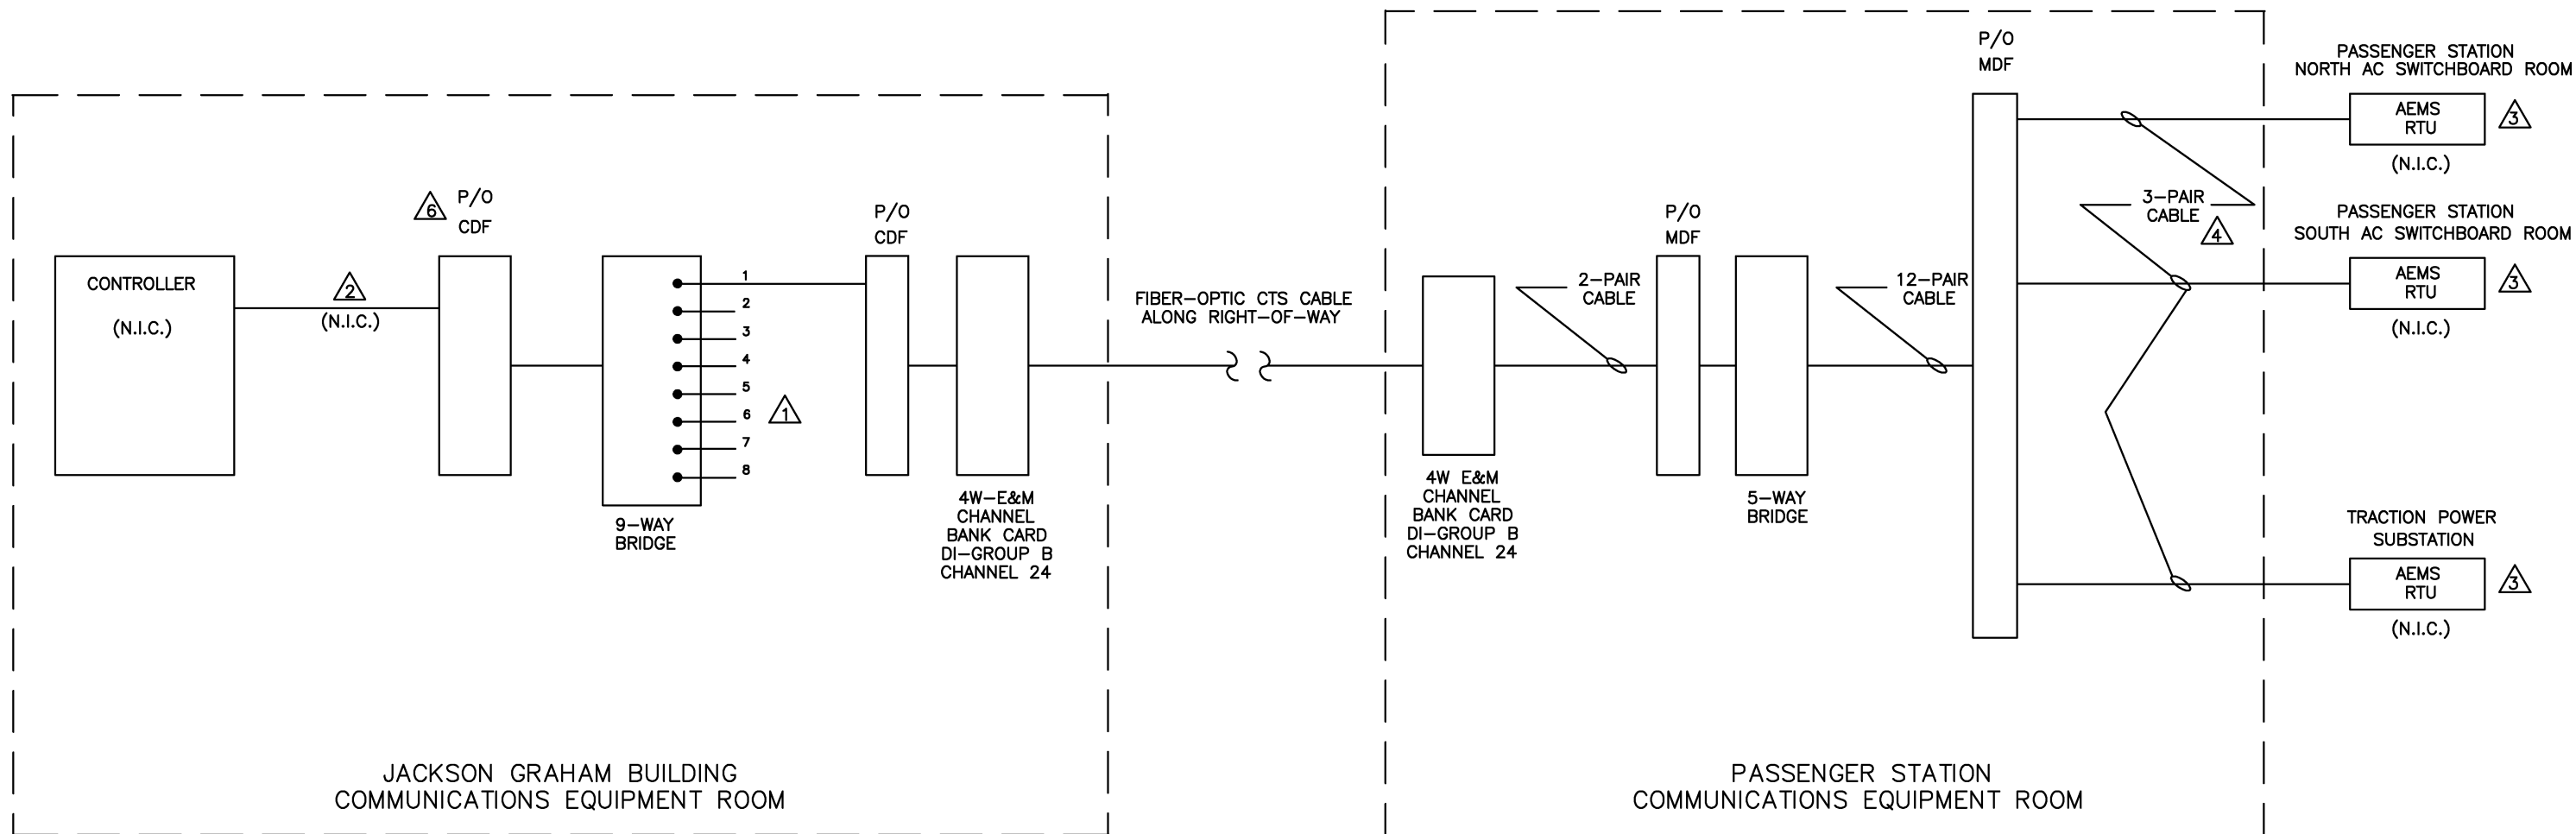 CONTROLLER
(N.I.C.)
2
(N.I.C.)
6
P/O
CDF
1
2
3
4
5
6
7
8
1
9-WAY
BRIDGE
P/O
CDF
4W-E&M
CHANNEL
BANK CARD
DI-GROUP B
CHANNEL 24
JACKSON GRAHAM BUILDING
COMMUNICATIONS EQUIPMENT ROOM
FIBER-OPTIC CTS CABLE
ALONG RIGHT-OF-WAY
4W E&M
CHANNEL
BANK CARD
DI-GROUP B
CHANNEL 24
2-PAIR
CABLE
P/O
MDF
5-WAY
BRIDGE
12-PAIR
CABLE
P/O
MDF
3-PAIR
CABLE
4
PASSENGER STATION
COMMUNICATIONS EQUIPMENT ROOM
PASSENGER STATION
NORTH AC SWITCHBOARD ROOM
AEMS
RTU
3
(N.I.C.)
PASSENGER STATION
SOUTH AC SWITCHBOARD ROOM
AEMS
RTU
3
(N.I.C.)
TRACTION POWER
SUBSTATION
AEMS
RTU
3
(N.I.C.)